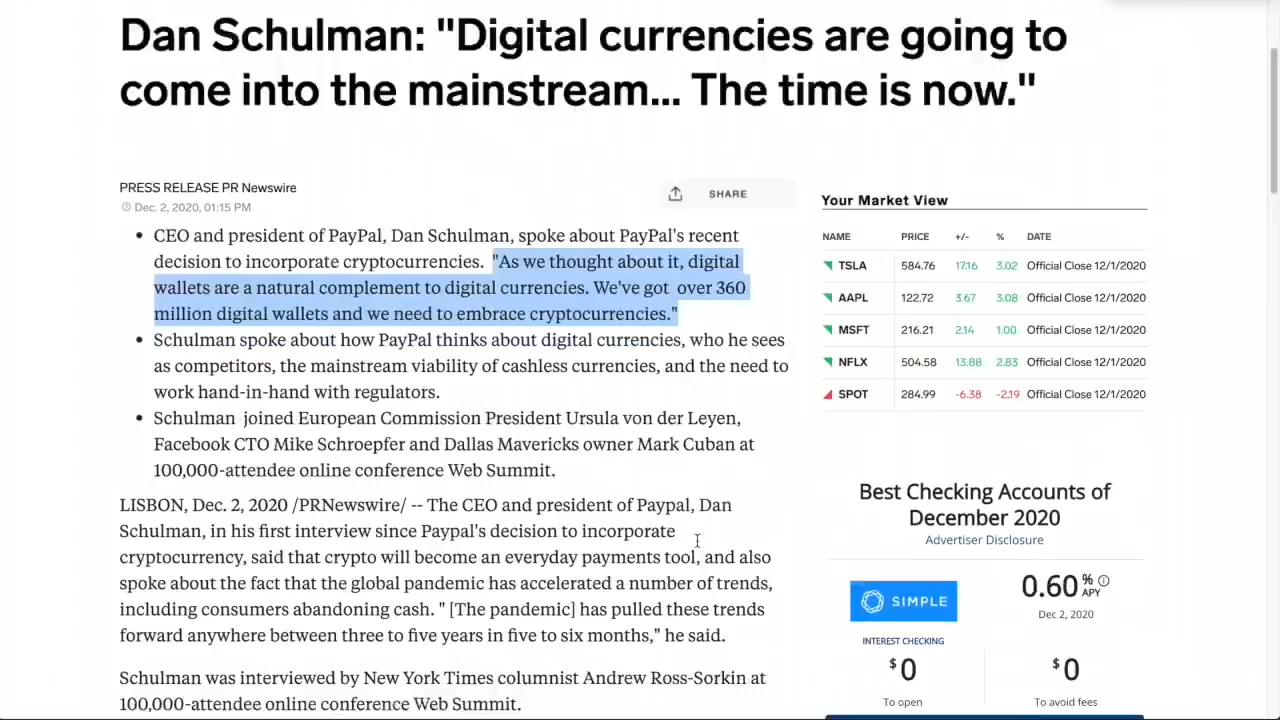 Dan Schulman: "Digital currencies are going to
come into the mainstream... The time is now."
PRESS RELEASE PR Newswire
Dec. 2, 2020, 01:15 PM
SHARE
• CEO and president of PayPal, Dan Schulman, spoke about PayPal's recent
decision to incorporate cryptocurrencies. "As we thought about it, digital
wallets are a natural complement to digital currencies. We've got over 360
million digital wallets and we need to embrace cryptocurrencies."
• Schulman spoke about how PayPal thinks about digital currencies, who he sees
as competitors, the mainstream viability of cashless currencies, and the need to
work hand-in-hand with regulators.
• Schulman joined European Commission President Ursula von der Leyen,
Facebook CTO Mike Schroepfer and Dallas Mavericks owner Mark Cuban at
100,000-attendee online conference Web Summit.
LISBON, Dec. 2, 2020 /PRNewswire/ -- The CEO and president of Paypal, Dan
Schulman, in his first interview since Paypal's decision to incorporate
cryptocurrency, said that crypto will become an everyday payments tool, and also
spoke about the fact that the global pandemic has accelerated a number of trends,
including consumers abandoning cash. " [The pandemic] has pulled these trends
forward anywhere between three to five years in five to six months," he said.
Schulman was interviewed by New York Times columnist Andrew Ross-Sorkin at
100,000-attendee online conference Web Summit.
Your Market View
NAME PRICE +/- % DATE
TSLA 584.76 17.16 3.02 Official Close 12/1/2020
AAPL 122.72 3.67 3.08 Official Close 12/1/2020
MSFT 216.21 2.14 1.00 Official Close 12/1/2020
NFLX 504.58 13.88 2.83 Official Close 12/1/2020
SPOT 284.99 -6.38 -2.19 Official Close 12/1/2020
Best Checking Accounts of
December 2020
Advertiser Disclosure
SIMPLE
0.60 % APY
Dec 2, 2020
INTEREST CHECKING
$0 $0
To open To avoid fees